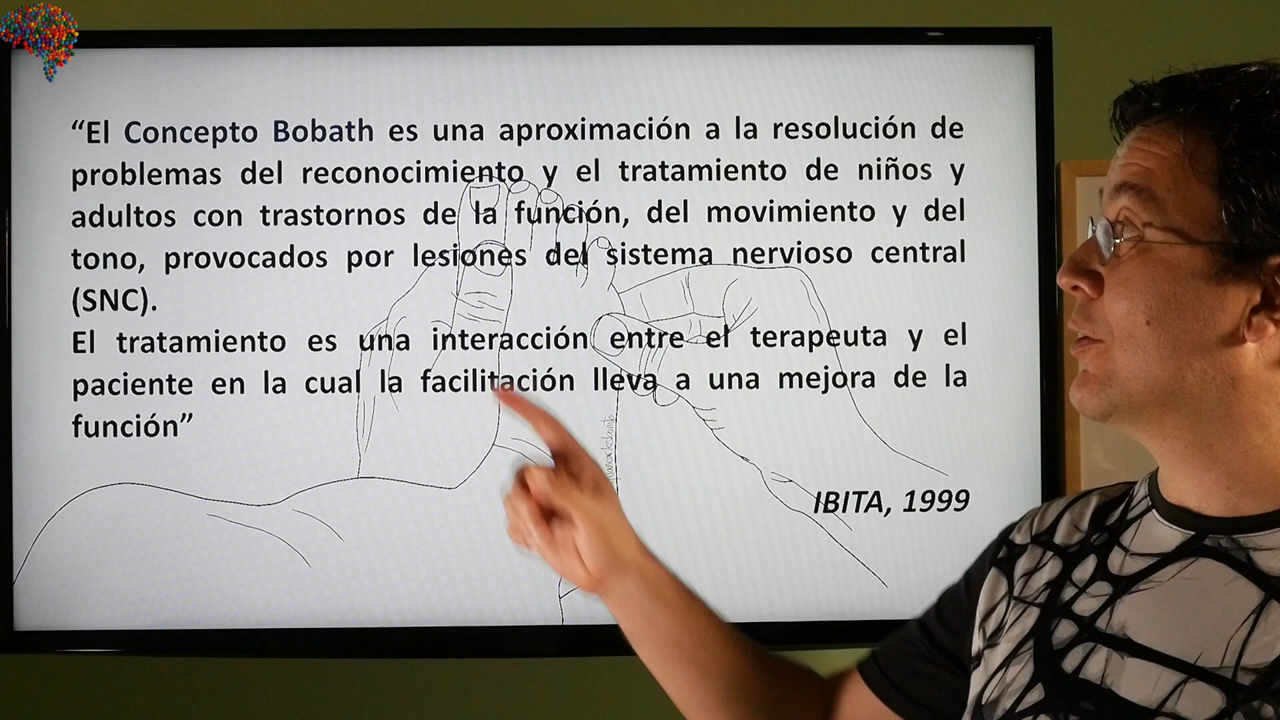 “El Concepto Bobath es una aproximación a la resolución de
problemas del reconocimiento y el tratamiento de niños y
adultos con trastornos de la función, del movimiento y del
tono, provocados por lesiones del sistema nervioso central
(SNC).
El tratamiento es una interacción entre el terapeuta y el
paciente en la cual la facilitación lleva a una mejora de la
función”
IBITA, 1999